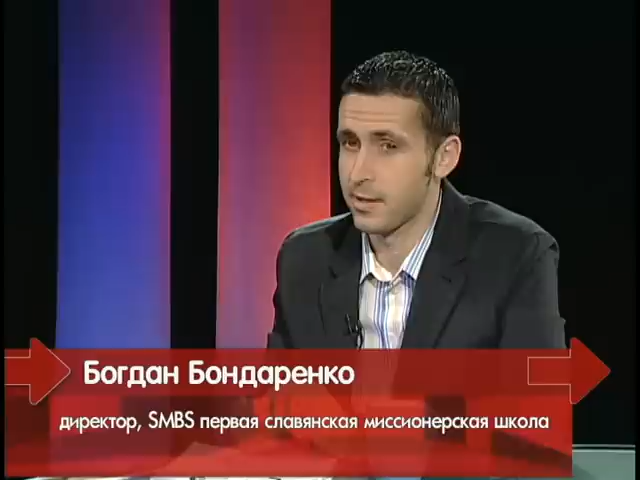 Богдан Бондаренко
директор, SMBS первая славянская миссионерская школа